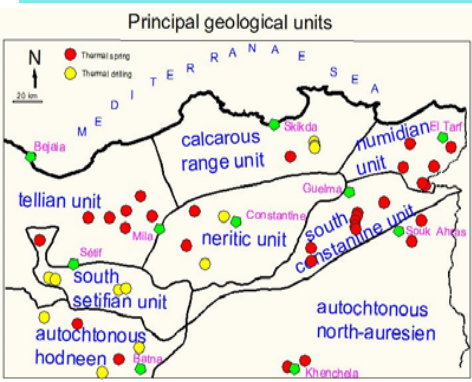 Principal geological units
N
Thermal spring
Thermal drilling
20 km
MEDITERRANAE SEA
Bejaia
calcarous
range unit
Skikda
numidian
unit
El Tarf
Guelma
tellian unit
Mila
Constantine
neritic unit
south
constantine unit
Souk Ahras
Sétif
south
setifian unit
autochtonous
north-auresien
autochtonous
hodneen
Batna
Khenchela